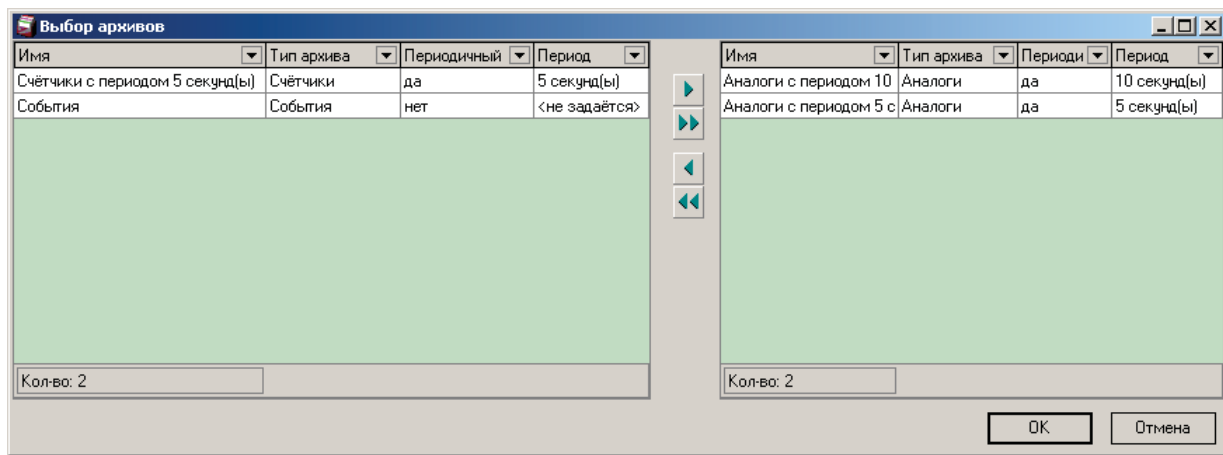 Выбор архивов
Имя Тип архива Периодичный Период
Счётчики с периодом 5 секунд(ы) Счётчики да 5 секунд(ы)
События События нет <не задаётся>
Кол-во: 2
Имя Тип архива Периоди Период
Аналоги с периодом 10 Аналоги да 10 секунд(ы)
Аналоги с периодом 5 с Аналоги да 5 секунд(ы)
Кол-во: 2
OK Отмена